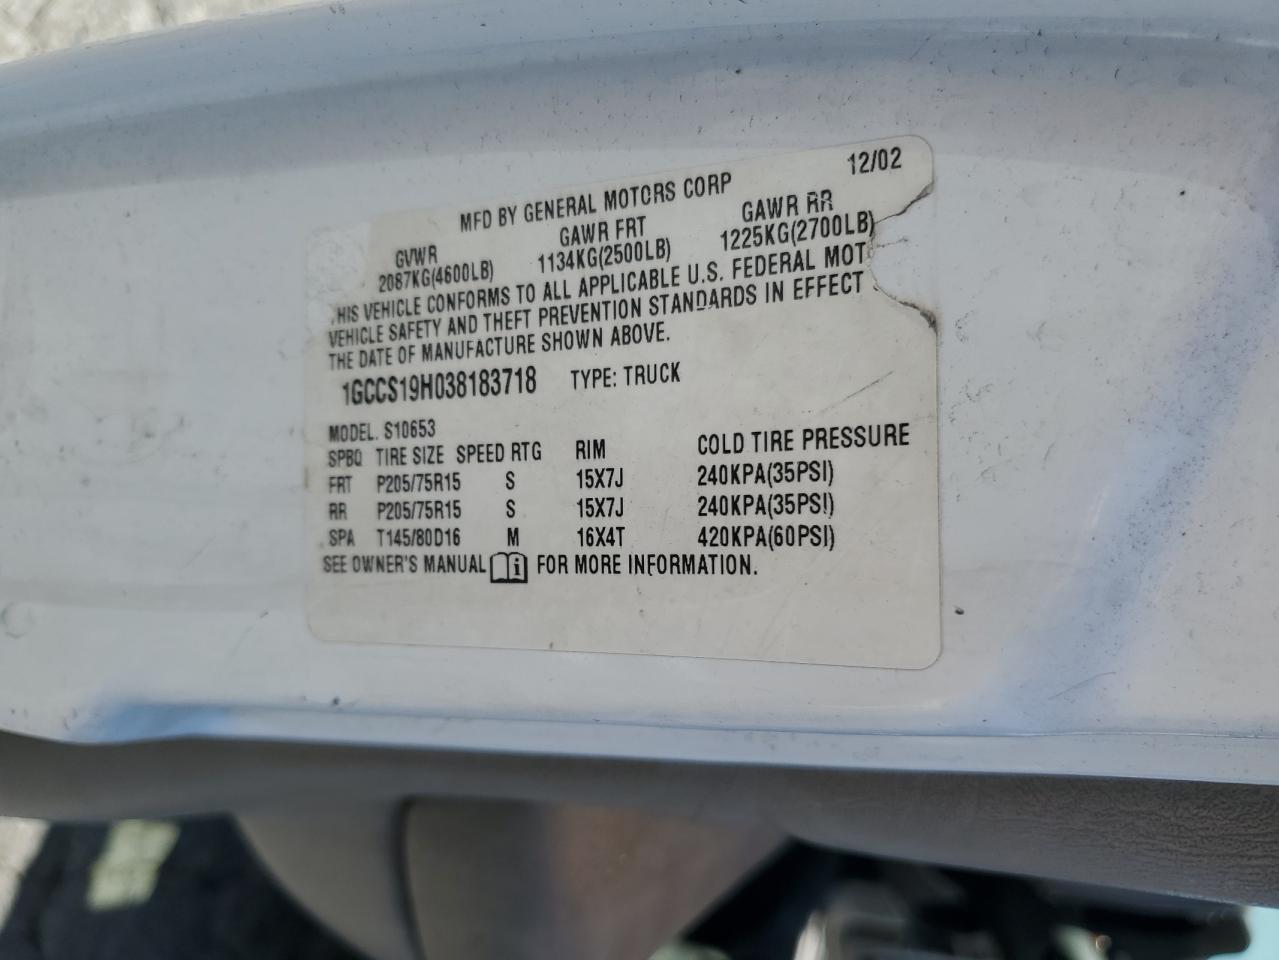 12/02
MFD BY GENERAL MOTORS CORP
GVWR GAWR FRT GAWR RR
2087KG(4600LB) 1134KG(2500LB) 1225KG(2700LB)
HIS VEHICLE CONFORMS TO ALL APPLICABLE U.S. FEDERAL MOT
VEHICLE SAFETY AND THEFT PREVENTION STANDARDS IN EFFECT
THE DATE OF MANUFACTURE SHOWN ABOVE.
1GCCS19H038183718 TYPE: TRUCK
MODEL. S10653
SPBQ TIRE SIZE SPEED RTG RIM COLD TIRE PRESSURE
FRT P205/75R15 S 15X7J 240KPA(35PSI)
RR P205/75R15 S 15X7J 240KPA(35PSI)
SPA T145/80D16 M 16X4T 420KPA(60PSI)
SEE OWNER'S MANUAL i FOR MORE INFORMATION.